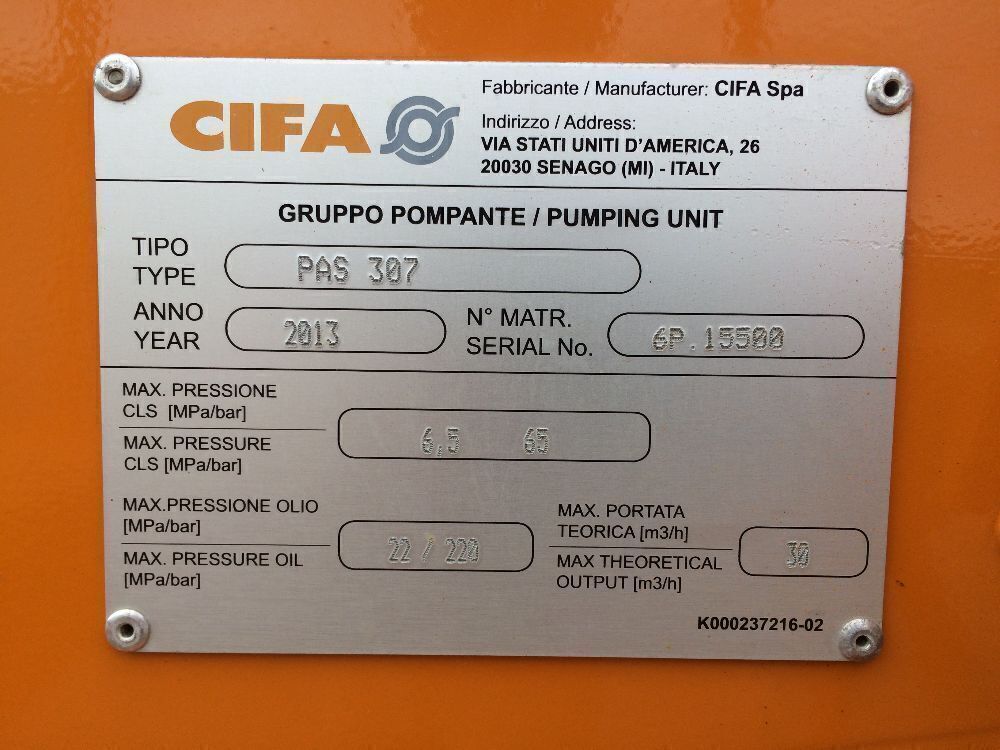 CIFA
Fabbricante / Manufacturer: CIFA Spa
Indirizzo / Address:
VIA STATI UNITI D'AMERICA, 26
20030 SENAGO (MI) - ITALY
GRUPPO POMPANTE / PUMPING UNIT
TIPO
TYPE
PAS 307
ANNO
YEAR
2013
N° MATR.
SERIAL No.
6P.15500
MAX. PRESSIONE
CLS [MPa/bar]
MAX. PRESSURE
CLS [MPa/bar]
6,5 65
MAX.PRESSIONE OLIO
[MPa/bar]
MAX. PRESSURE OIL
[MPa/bar]
22 / 220
MAX. PORTATA
TEORICA [m3/h]
MAX THEORETICAL
OUTPUT [m3/h]
30
K000237216-02